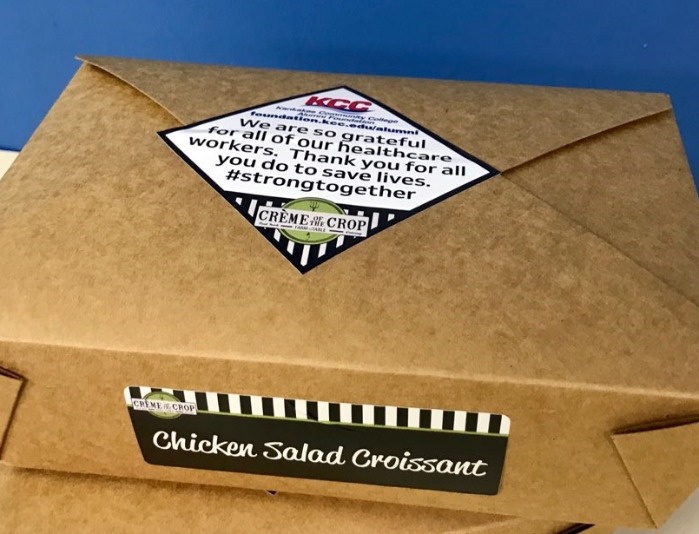 KCC
Kankakee Community College
Alumni Foundation
foundation.kcc.edu/alumni
We are so grateful
for all of our healthcare
workers. Thank you for all
you do to save lives.
#strongtogether
CRÈME OF THE CROP
FARM TO TABLE
CRÈME OF THE CROP
Chicken Salad Croissant